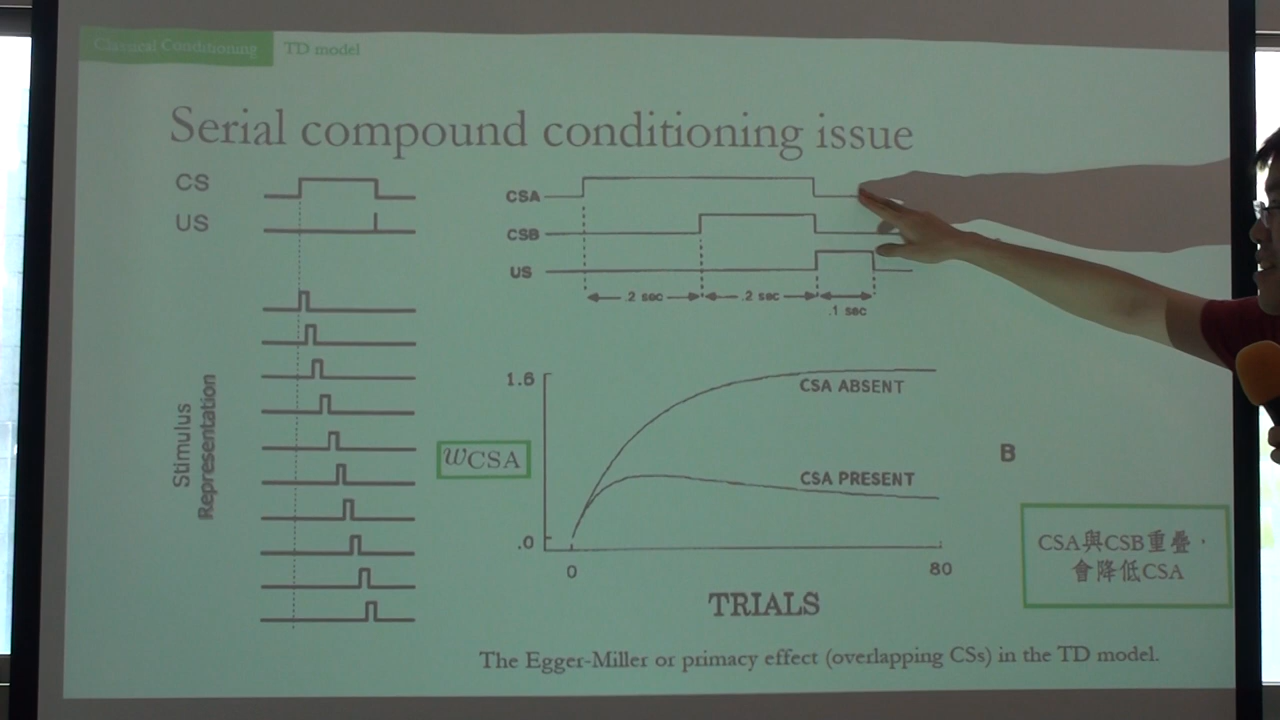 Classical Conditioning
TD model
Serial compound conditioning issue
CS
US
Stimulus
Representation
CSA
CSB
US
.2 sec
.2 sec
.1 sec
1.6
.0
wCSA
CSA ABSENT
CSA PRESENT
B
0
80
TRIALS
CSA與CSB重疊，
會降低CSA
The Egger-Miller or primacy effect (overlapping CSs) in the TD model.